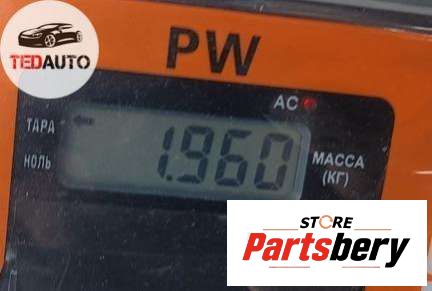 TEDAUTO
PW
AC
ТАРА
НОЛЬ
1.960
МАССА
(КГ)
STORE
Partsbery